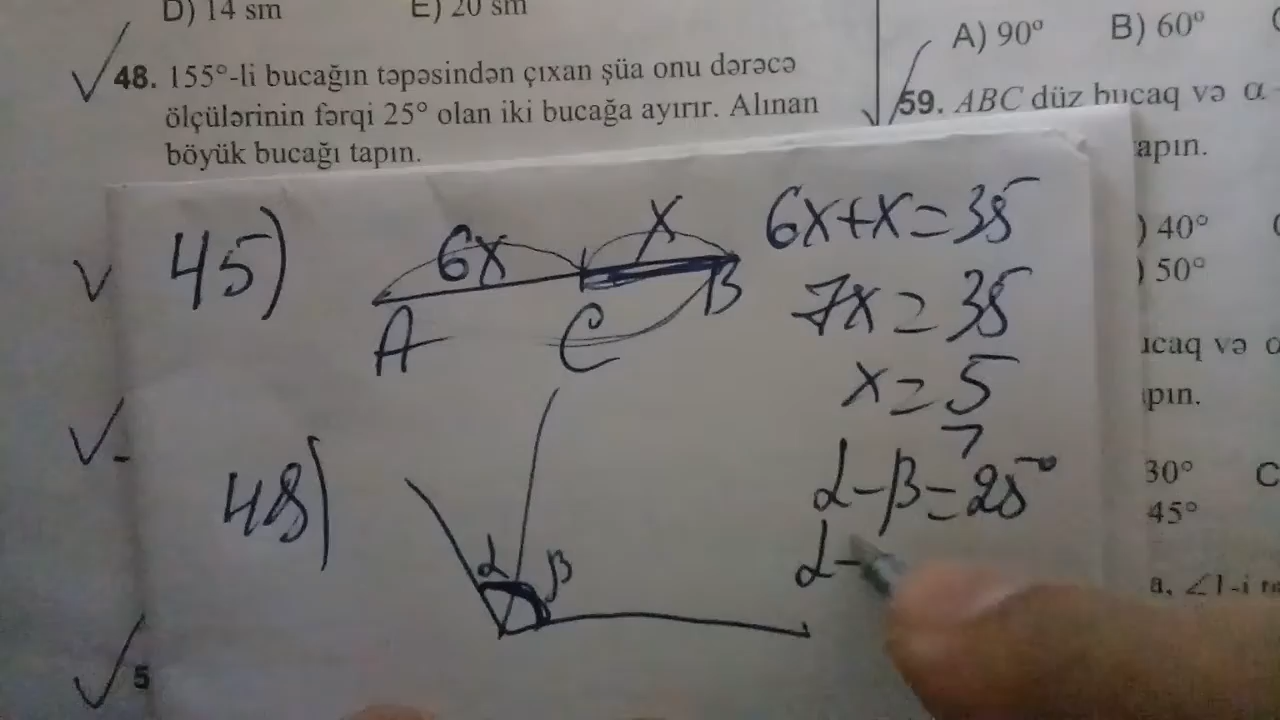 D) 14 sm E) 20 sm
48. 155°-li bucağın təpəsindən çıxan şüa onu dərəcə
ölçülərinin fərqi 25° olan iki bucağa ayırır. Alınan
böyük bucağı tapın.
A) 90° B) 60°
59. ABC düz bucaq və α
apın.
) 40°
) 50°
ucaq və α
pın.
30° C
45°
a, ∠1-i
5
45) 6x x
A C B
6x+x=35
7x=35
x=5
48) α β
α-β=25°
α-